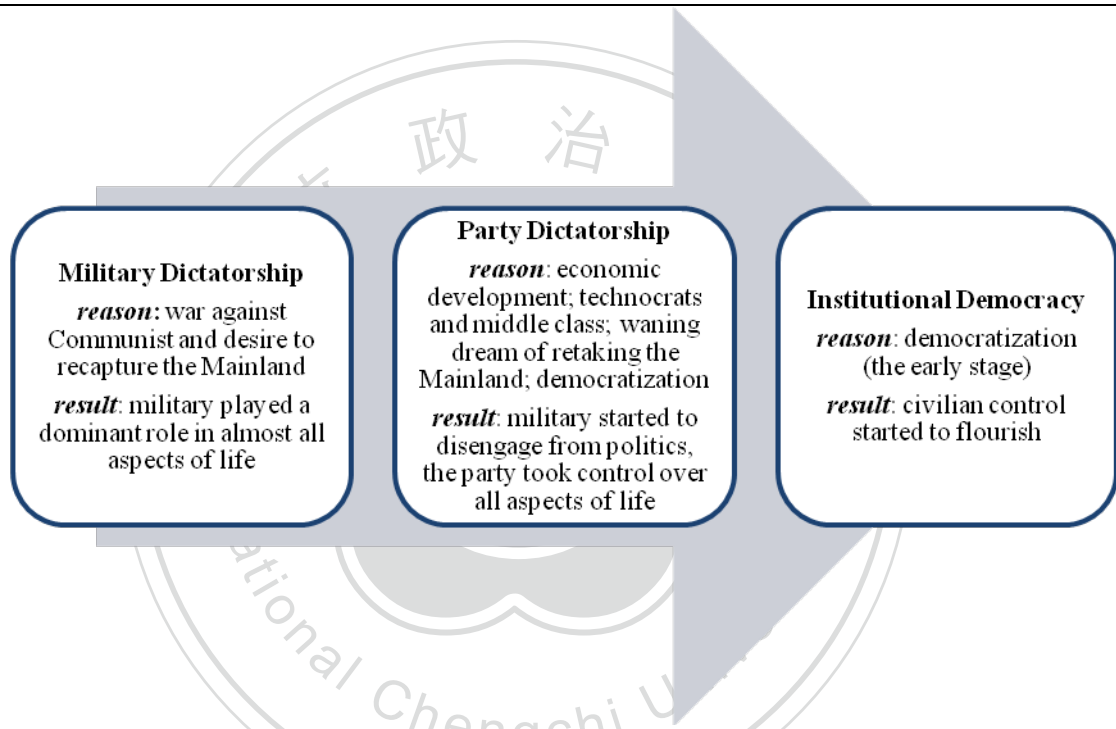 政 治
Military Dictatorship
reason: war against
Communist and desire to
recapture the Mainland
result: military played a
dominant role in almost all
aspects of life
Party Dictatorship
reason: economic
development; technocrats
and middle class; waning
dream of retaking the
Mainland; democratization
result: military started to
disengage from politics,
the party took control over
all aspects of life
Institutional Democracy
reason: democratization
(the early stage)
result: civilian control
started to flourish
Chengchi